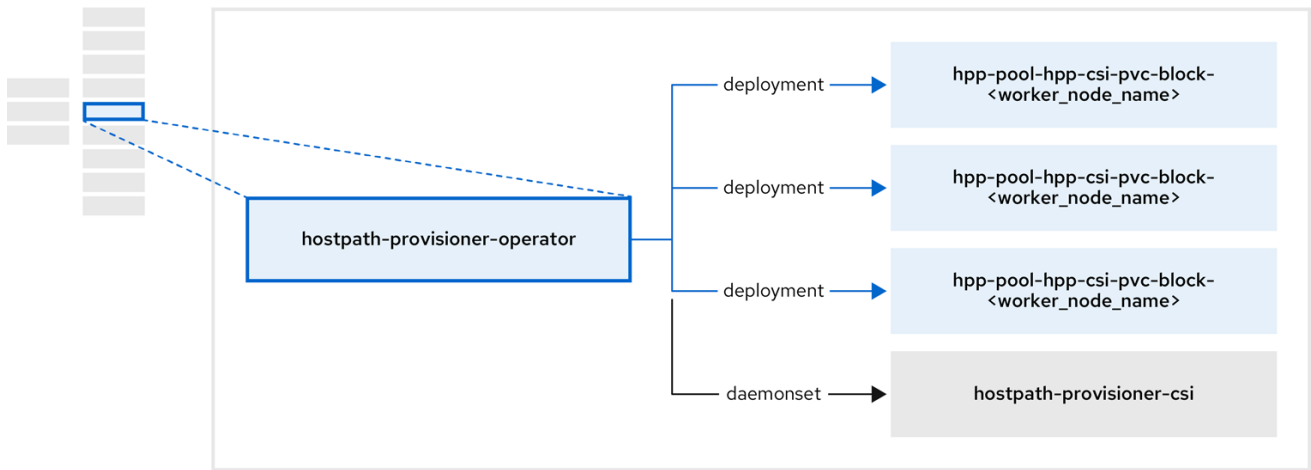 deployment
hpp-pool-hpp-csi-pvc-block-
<worker_node_name>
deployment
hpp-pool-hpp-csi-pvc-block-
<worker_node_name>
hostpath-provisioner-operator
deployment
hpp-pool-hpp-csi-pvc-block-
<worker_node_name>
daemonset
hostpath-provisioner-csi